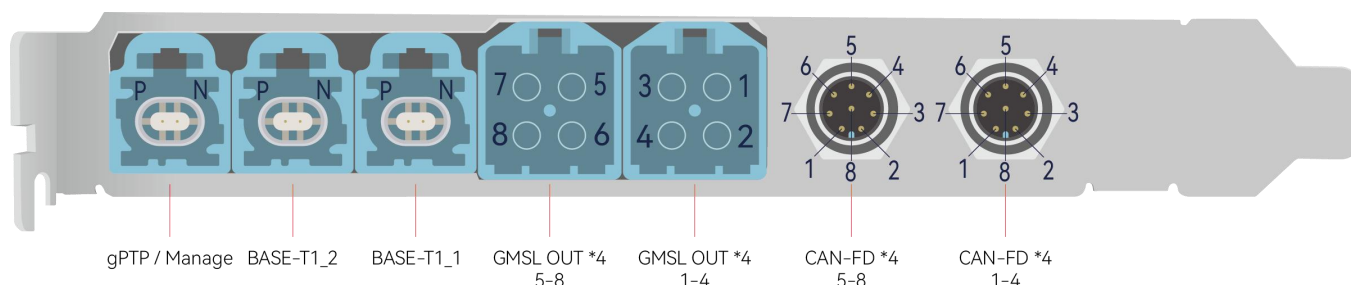 P N P N P N
7 5
8 6
3 1
4 2
5
6 4
7 3
1 8 2
5
6 4
7 3
1 8 2
gPTP / Manage
BASE-T1_2
BASE-T1_1
GMSL OUT *4
5-8
GMSL OUT *4
1-4
CAN-FD *4
5-8
CAN-FD *4
1-4